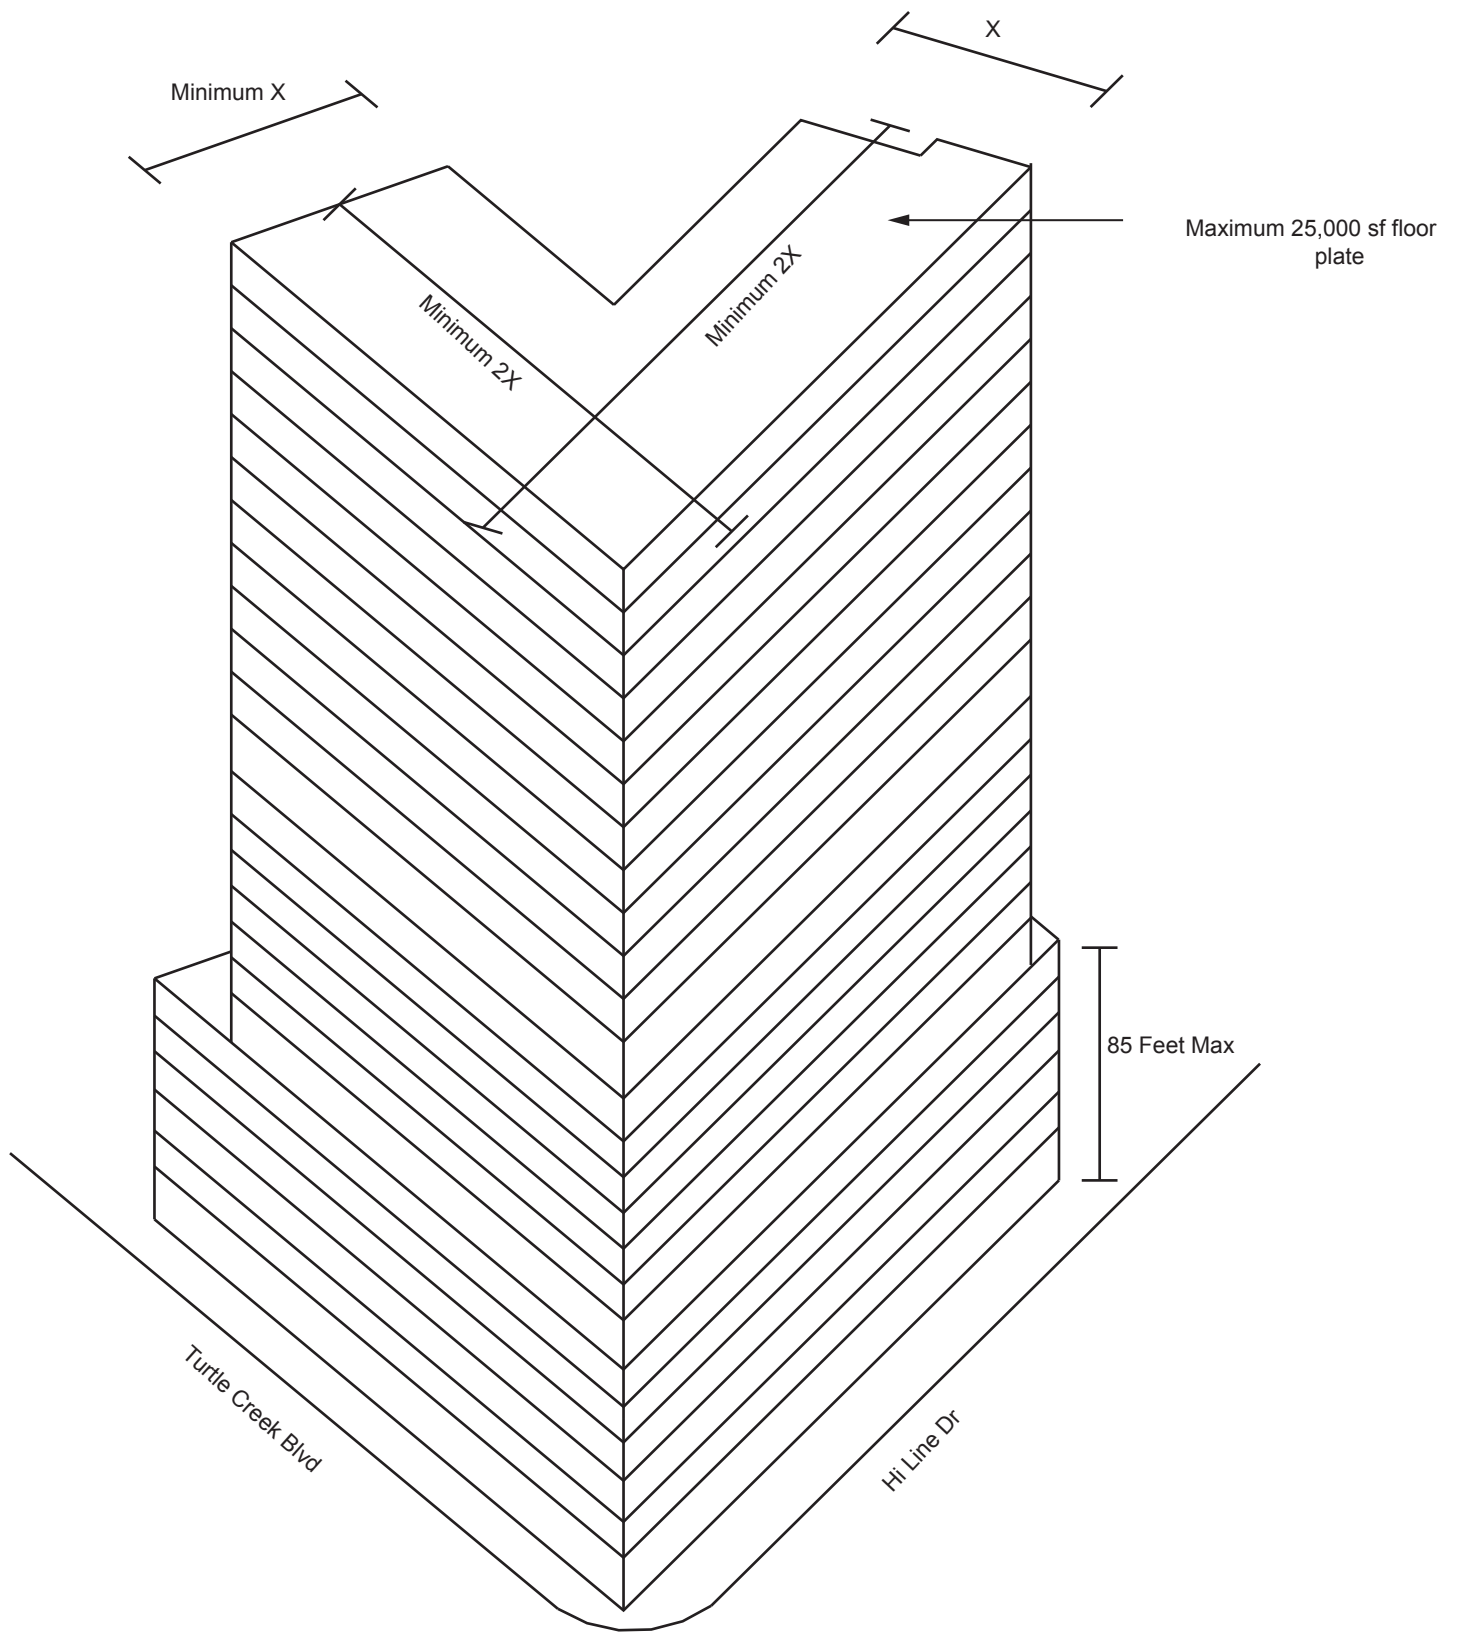 X
Minimum X
Maximum 25,000 sf floor
plate
Minimum 2X
Minimum 2X
85 Feet Max
Turtle Creek Blvd
Hi Line Dr